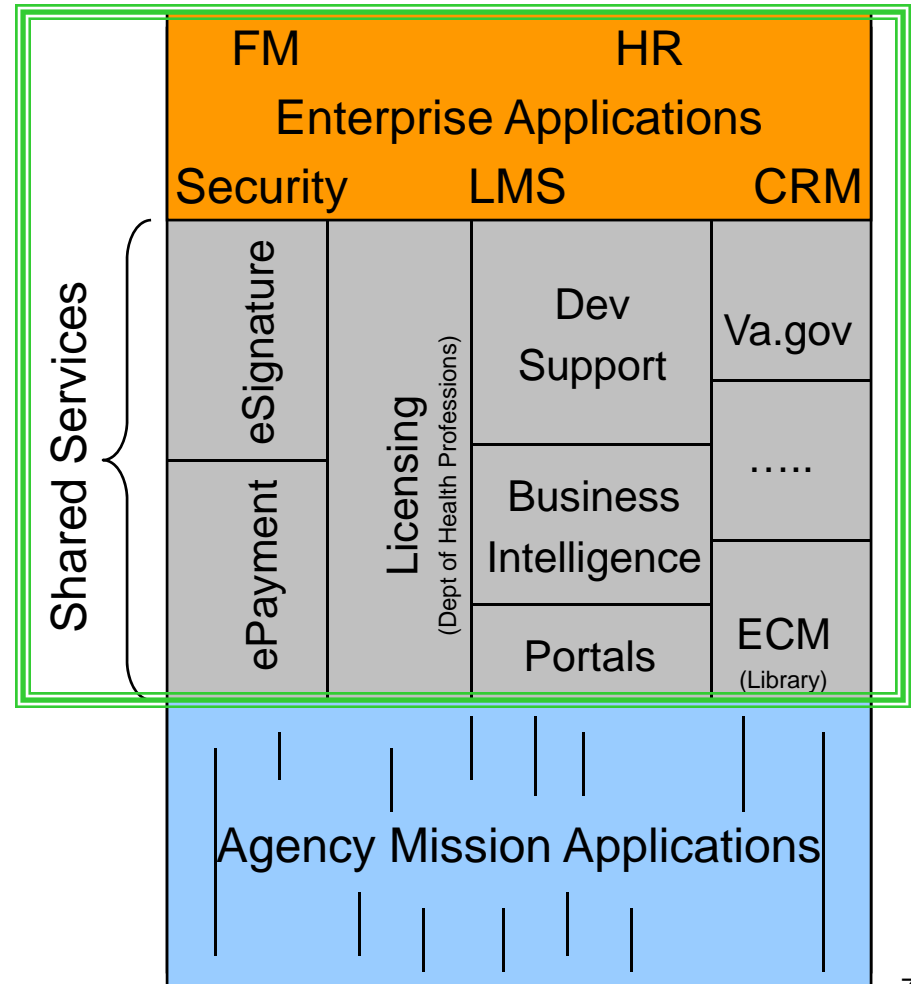 FM HR
Enterprise Applications
Security LMS CRM
Shared Services
eSignature
ePayment
Licensing
(Dept of Health Professions)
Dev
Support
Business
Intelligence
Portals
Va.gov
…..
ECM
(Library)
Agency Mission Applications